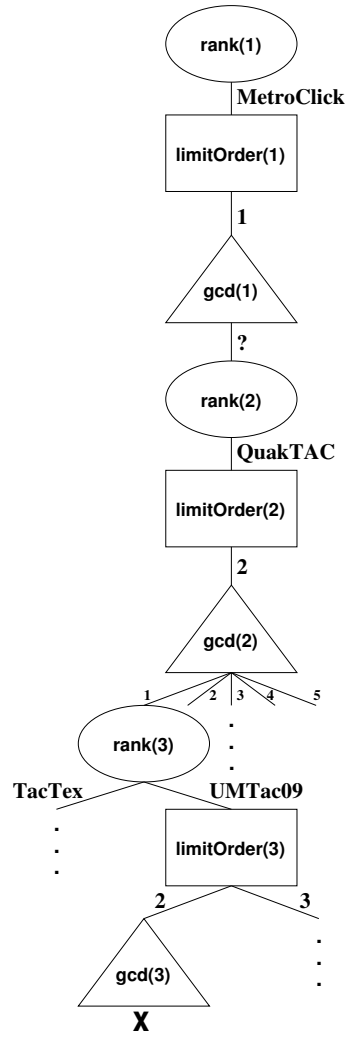 rank(1)
MetroClick
limitOrder(1)
1
gcd(1)
?
rank(2)
QuakTAC
limitOrder(2)
2
gcd(2)
1 2 3 4 5
rank(3)
TacTex UMTac09
limitOrder(3)
2 3
gcd(3)
X